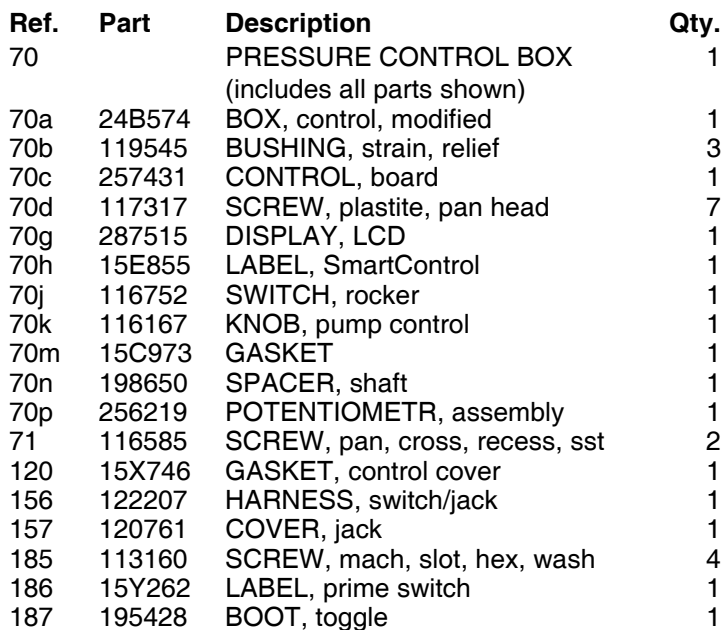 Ref. Part Description Qty.
70 PRESSURE CONTROL BOX 1
(includes all parts shown)
70a 24B574 BOX, control, modified 1
70b 119545 BUSHING, strain, relief 3
70c 257431 CONTROL, board 1
70d 117317 SCREW, plastite, pan head 7
70g 287515 DISPLAY, LCD 1
70h 15E855 LABEL, SmartControl 1
70j 116752 SWITCH, rocker 1
70k 116167 KNOB, pump control 1
70m 15C973 GASKET 1
70n 198650 SPACER, shaft 1
70p 256219 POTENTIOMETR, assembly 1
71 116585 SCREW, pan, cross, recess, sst 2
120 15X746 GASKET, control cover 1
156 122207 HARNESS, switch/jack 1
157 120761 COVER, jack 1
185 113160 SCREW, mach, slot, hex, wash 4
186 15Y262 LABEL, prime switch 1
187 195428 BOOT, toggle 1